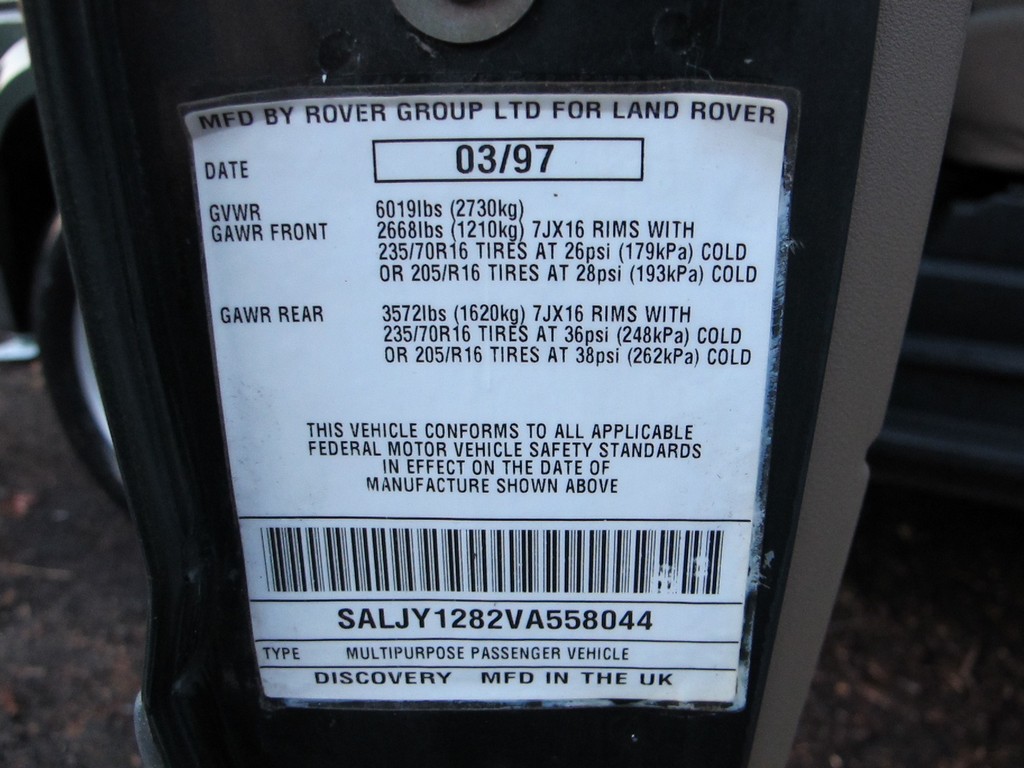 MFD BY ROVER GROUP LTD FOR LAND ROVER
DATE 03/97
GVWR 6019lbs (2730kg)
GAWR FRONT 2668lbs (1210kg) 7JX16 RIMS WITH
235/70R16 TIRES AT 26psi (179kPa) COLD
OR 205/R16 TIRES AT 28psi (193kPa) COLD
GAWR REAR 3572lbs (1620kg) 7JX16 RIMS WITH
235/70R16 TIRES AT 36psi (248kPa) COLD
OR 205/R16 TIRES AT 38psi (262kPa) COLD
THIS VEHICLE CONFORMS TO ALL APPLICABLE
FEDERAL MOTOR VEHICLE SAFETY STANDARDS
IN EFFECT ON THE DATE OF
MANUFACTURE SHOWN ABOVE
SALJY1282VA558044
TYPE MULTIPURPOSE PASSENGER VEHICLE
DISCOVERY MFD IN THE UK